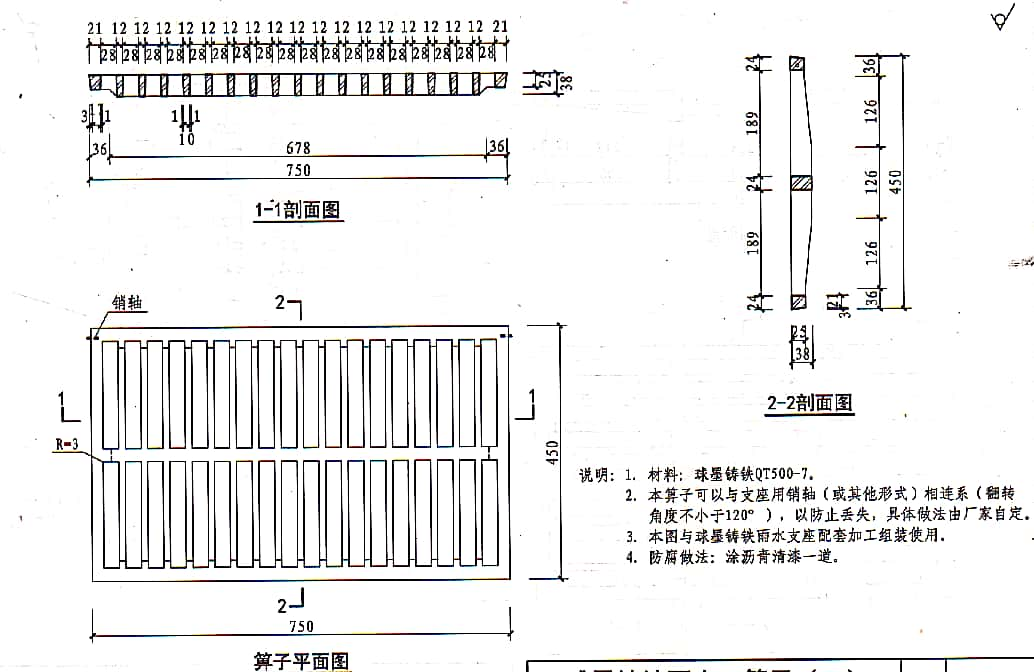 21 12 12 12 12 12 12 12 12 12 12 12 12 12 12 12 12 12 21
28 28 28 28 28 28 28 28 28 28 28 28 28 28 28 28 28 28
25
38
3 1 1 1
10
36 678 36
750
1-1剖面图
24
189
24
189
24
36
126
126
126
36
450
21
3
25
38
2-2剖面图
销轴
2
1
1
R=3
450
2
750
箅子平面图
说明: 1. 材料: 球墨铸铁QT500-7。
2. 本箅子可以与支座用销轴(或其他形式)相连系(翻转
角度不小于120°), 以防止丢失, 具体做法由厂家自定。
3. 本图与球墨铸铁雨水支座配套加工组装使用。
4. 防腐做法: 涂沥青清漆一道。